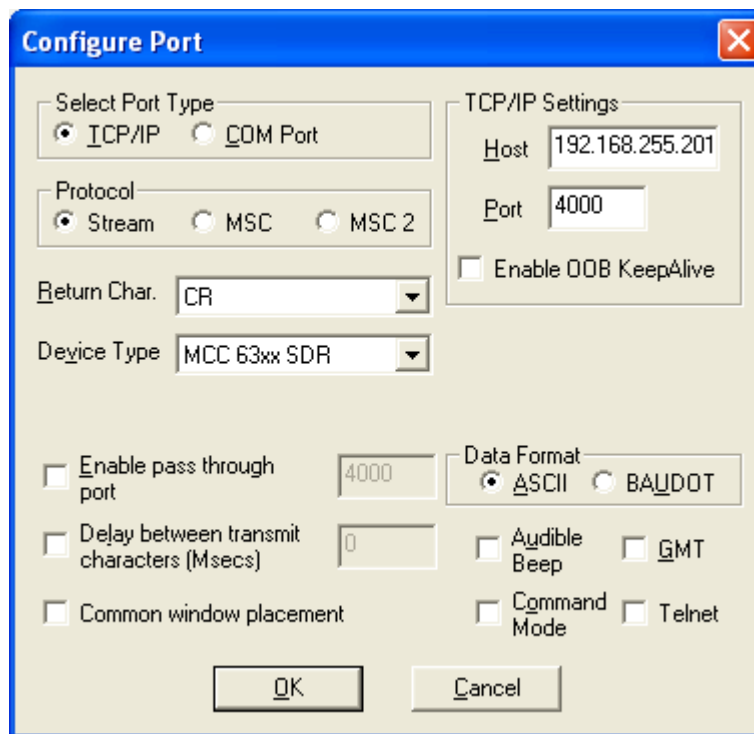 Configure Port
Select Port Type
TCP/IP
COM Port
TCP/IP Settings
Host
192.168.255.201
Port
4000
Enable OOB KeepAlive
Protocol
Stream
MSC
MSC 2
Return Char.
CR
Device Type
MCC 63xx SDR
Enable pass through
port
4000
Data Format
ASCII
BAUDOT
Delay between transmit
characters (Msecs)
0
Audible
Beep
GMT
Common window placement
Command
Mode
Telnet
OK
Cancel